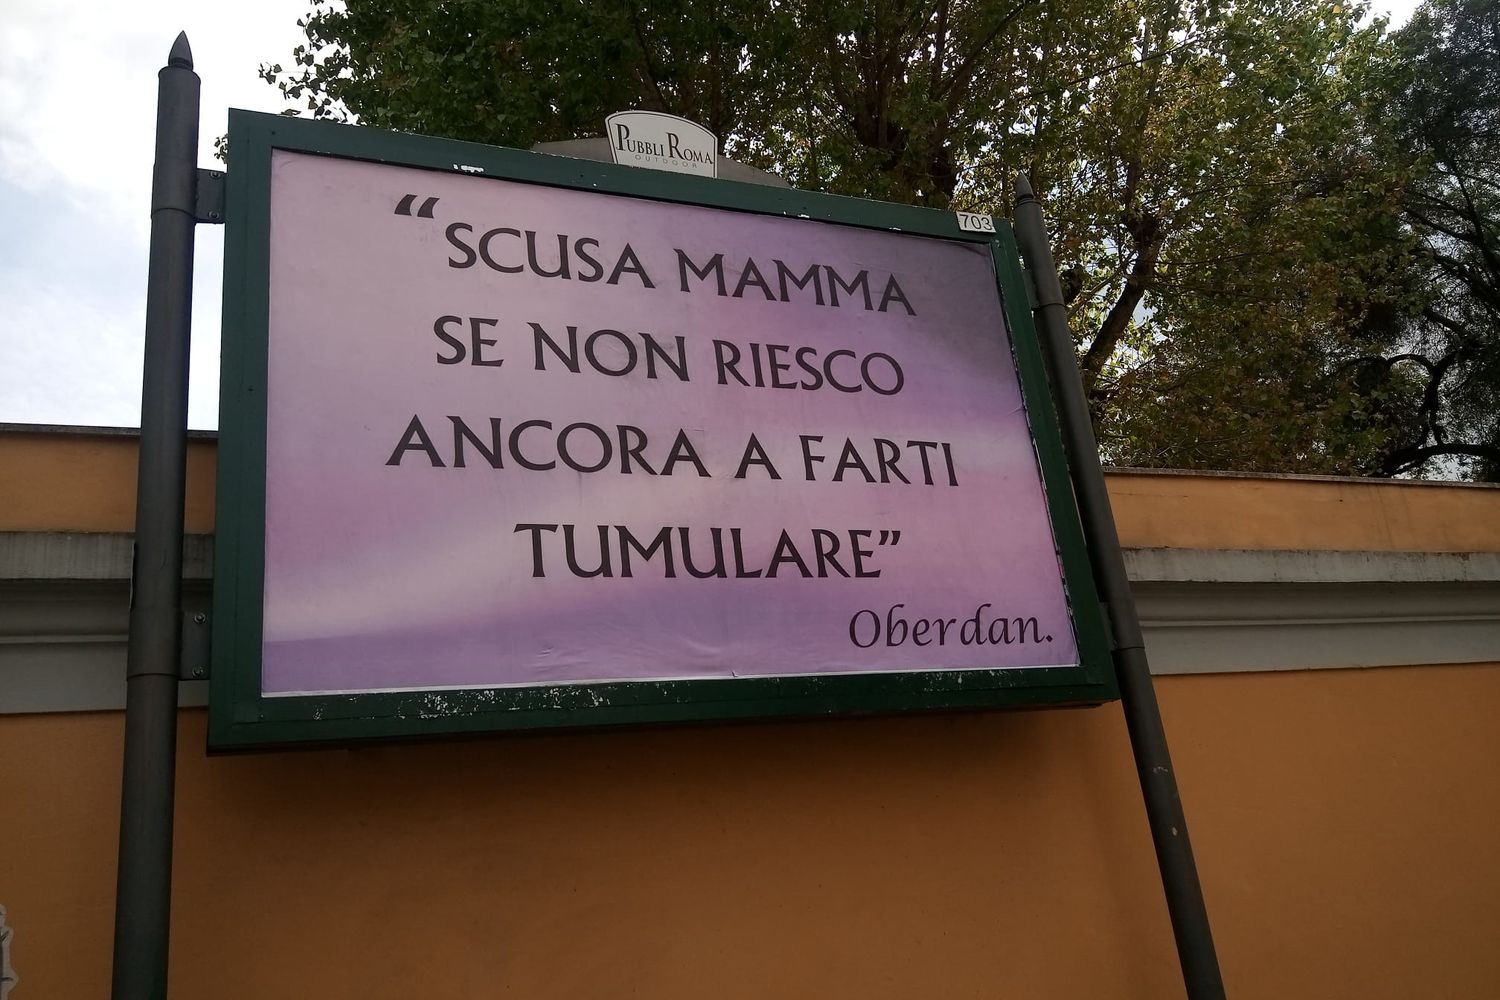 PUBBLI ROMA
OUTDOOR
703
“SCUSA MAMMA
SE NON RIESCO
ANCORA A FARTI
TUMULARE”
Oberdan.